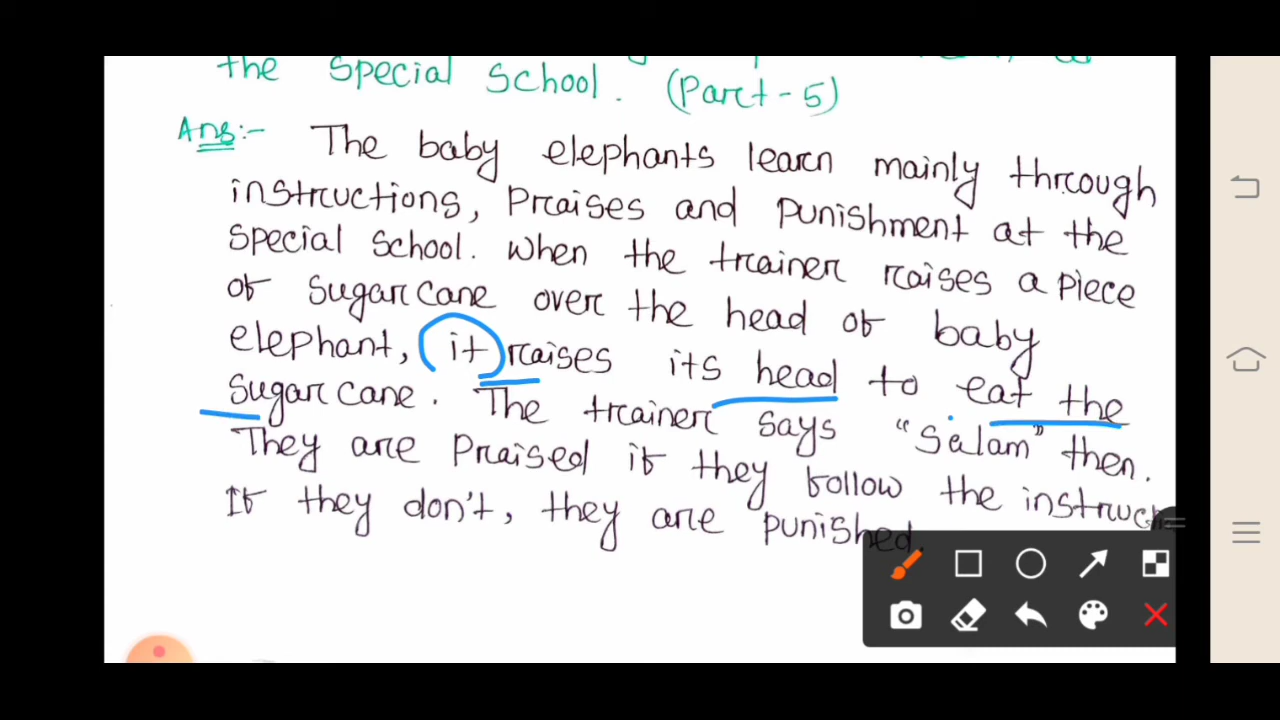 the Special School. (Part-5)
Ans:- The baby elephants learn mainly through
instructions, Praises and punishment at the
special school. When the trainer raises a piece
of sugarcane over the head of baby
elephant, it raises its head to eat the
sugarcane. The trainer says "Salam" then.
They are praised if they follow the instruc
If they don't, they are punished.